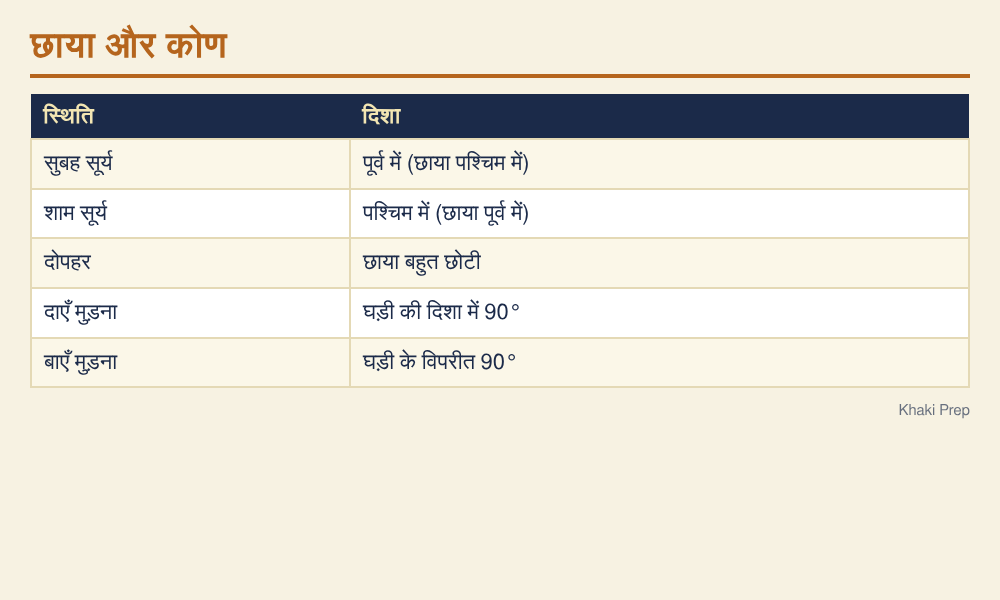 छाया और कोण
स्थिति दिशा
सुबह सूर्य पूर्व में (छाया पश्चिम में)
शाम सूर्य पश्चिम में (छाया पूर्व में)
दोपहर छाया बहुत छोटी
दाएँ मुड़ना घड़ी की दिशा में 90°
बाएँ मुड़ना घड़ी के विपरीत 90°
Khaki Prep